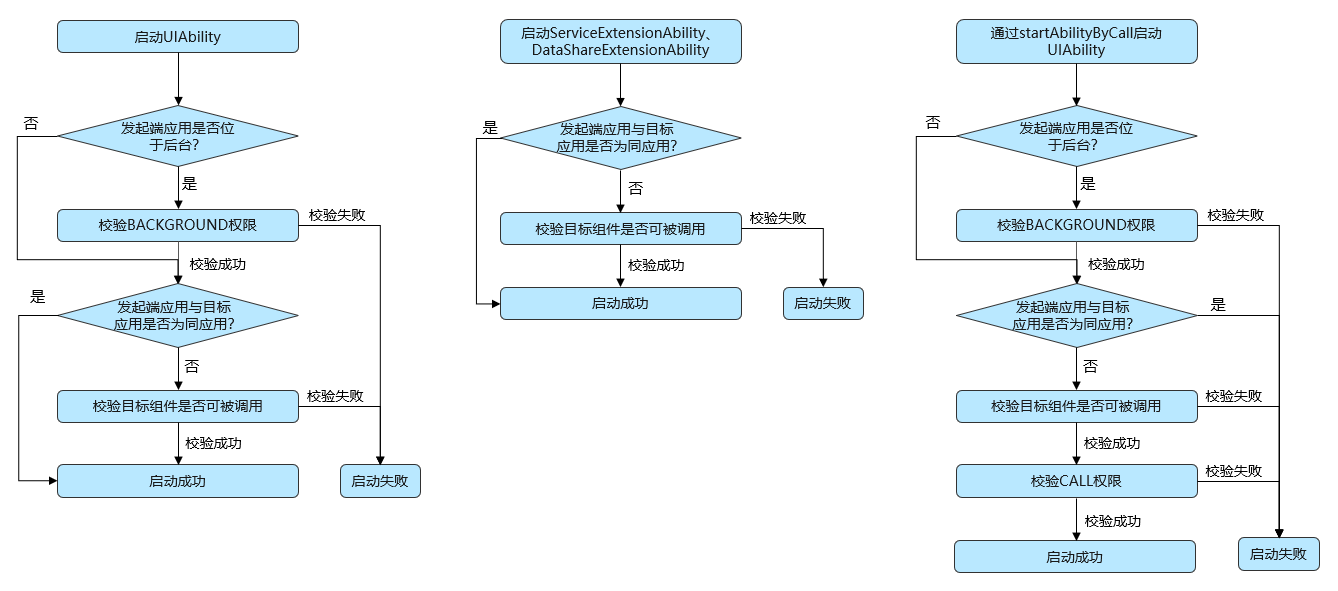 启动UIAbility
发起端应用是否位
于后台？
否
是
校验BACKGROUND权限
校验失败
校验成功
发起端应用与目标
应用是否为同应用？
是
否
校验目标组件是否可被调用
校验失败
校验成功
启动成功
启动失败
启动ServiceExtensionAbility、
DataShareExtensionAbility
发起端应用与目标
应用是否为同应用？
是
否
校验目标组件是否可被调用
校验失败
校验成功
启动成功
启动失败
通过startAbilityByCall启动
UIAbility
发起端应用是否位
于后台？
否
是
校验BACKGROUND权限
校验失败
校验成功
发起端应用与目标
应用是否为同应用？
是
否
校验目标组件是否可被调用
校验失败
校验成功
校验CALL权限
校验失败
校验成功
启动成功
启动失败